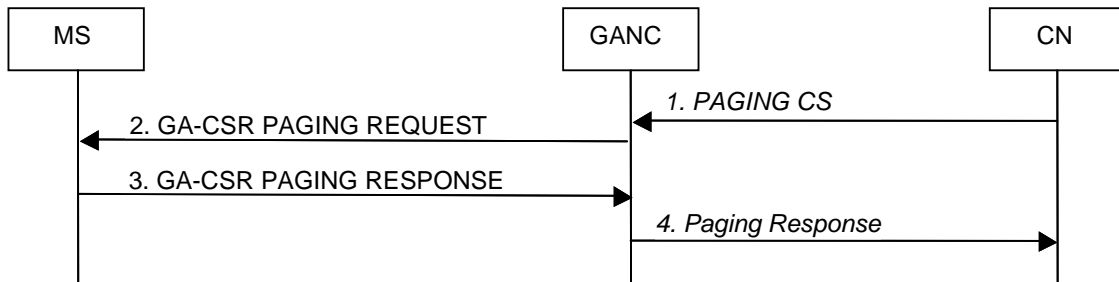 MS
GANC
CN
1. PAGING CS
2. GA-CSR PAGING REQUEST
3. GA-CSR PAGING RESPONSE
4. Paging Response